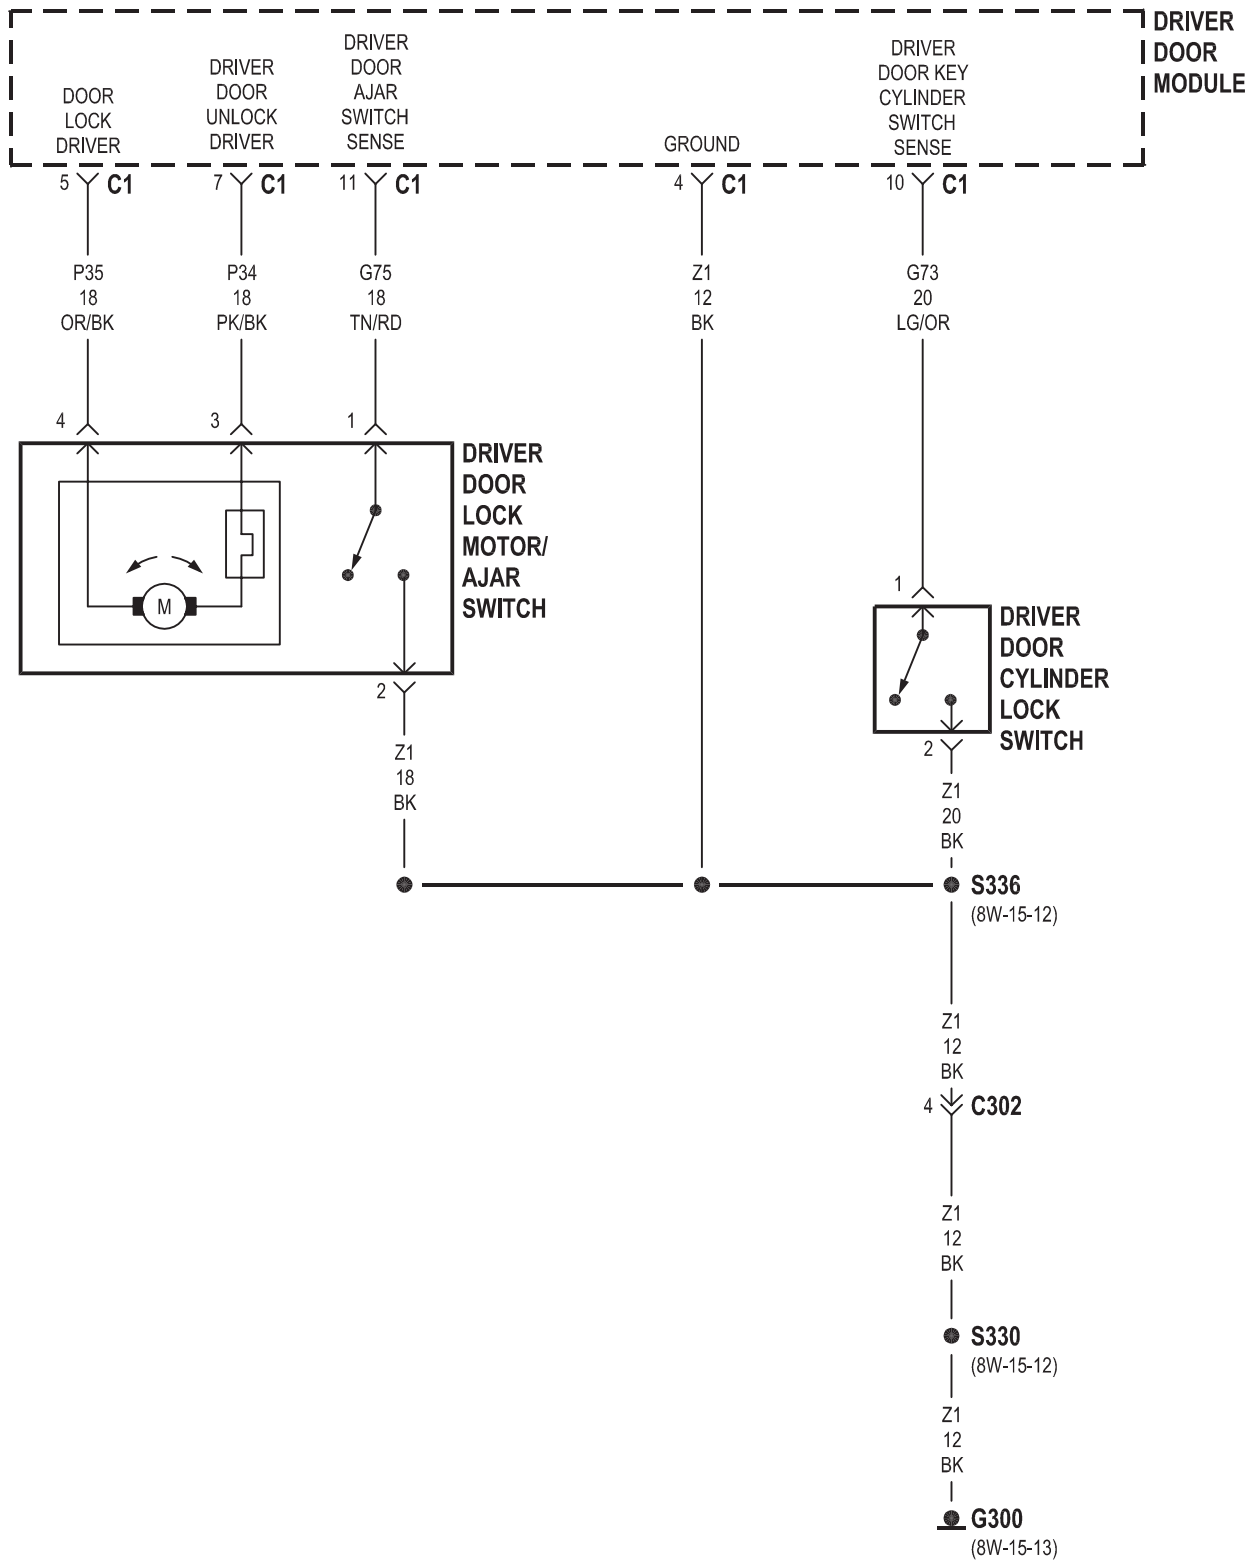 DRIVER
DOOR
MODULE
DOOR
LOCK
DRIVER
DRIVER
DOOR
UNLOCK
DRIVER
DRIVER
DOOR
AJAR
SWITCH
SENSE
GROUND
DRIVER
DOOR KEY
CYLINDER
SWITCH
SENSE
5 C1
7 C1
11 C1
4 C1
10 C1
P35
18
OR/BK
P34
18
PK/BK
G75
18
TN/RD
Z1
12
BK
G73
20
LG/OR
4
3
1
DRIVER
DOOR
LOCK
MOTOR/
AJAR
SWITCH
M
2
1
DRIVER
DOOR
CYLINDER
LOCK
SWITCH
2
Z1
18
BK
Z1
20
BK
S336
(8W-15-12)
Z1
12
BK
4 C302
Z1
12
BK
S330
(8W-15-12)
Z1
12
BK
G300
(8W-15-13)